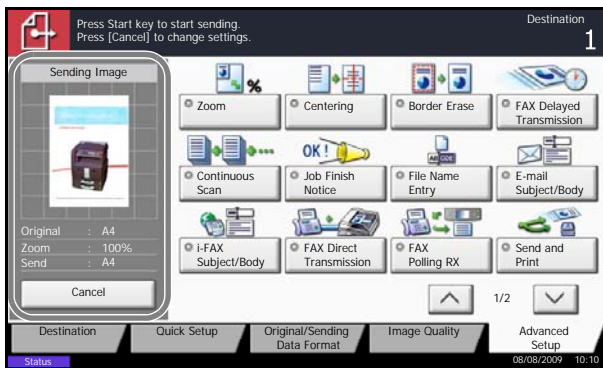 Press Start key to start sending.
Press [Cancel] to change settings.
Destination
1
Sending Image
Original : A4
Zoom : 100%
Send : A4
Cancel
%
Zoom
Centering
Border Erase
FAX Delayed
Transmission
OK!
Continuous
Scan
Job Finish
Notice
File Name
Entry
E-mail
Subject/Body
i-FAX
Subject/Body
FAX Direct
Transmission
FAX
Polling RX
Send and
Print
1/2
Destination
Quick Setup
Original/Sending
Data Format
Image Quality
Advanced
Setup
Status
08/08/2009 10:10